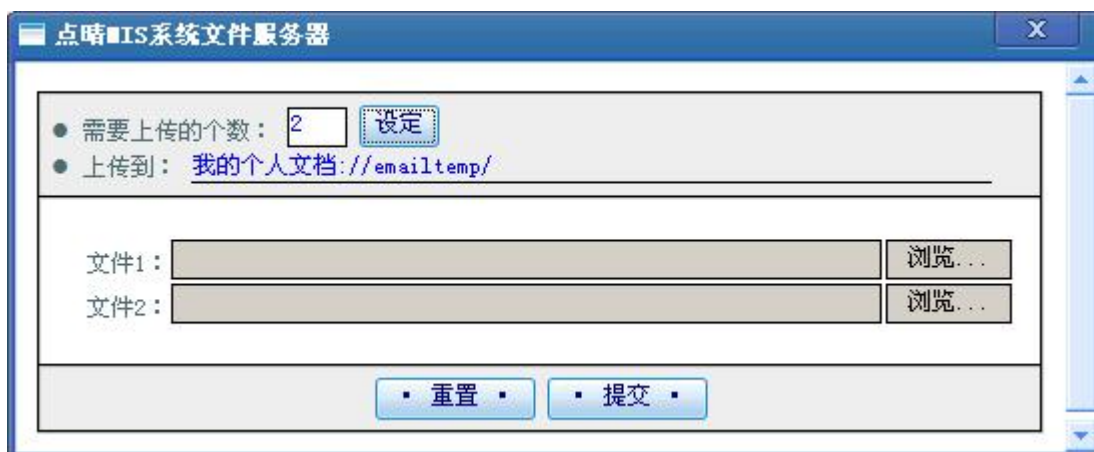 点晴MIS系统文件服务器 X
● 需要上传的个数： 2 设定
● 上传到： 我的个人文档://emailtemp/
文件1： 浏览...
文件2： 浏览...
· 重置 · · 提交 ·